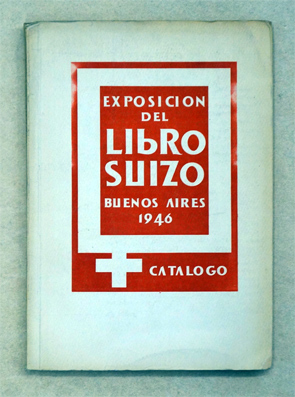 EXPOSICION
DEL
LIbRO
SUIZO
BUENOS AIRES
1946
CATALOGO